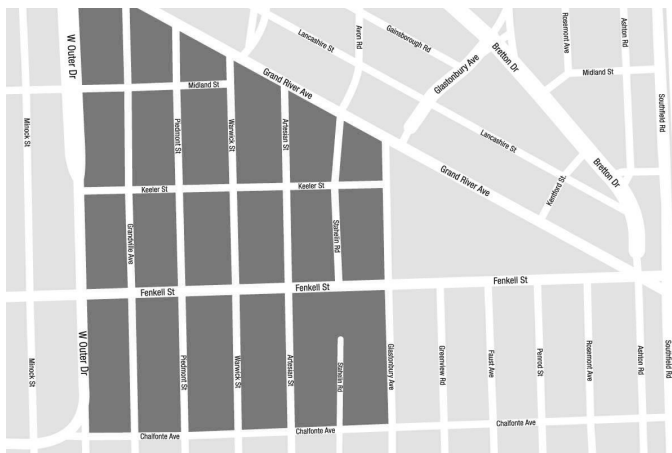 W Outer Dr
Lancashire St
Avon Rd
Gainsborough Rd
Glastonbury Ave
Bretton Dr
Rosemont Ave
Ashton Rd
Midland St
Grand River Ave
Midland St
Southfield Rd
Minock St
Piedmont St
Warwick St
Artesian St
Lancashire St
Bretton Dr
Grand River Ave
Kentford St.
Keeler St
Keeler St
Grandville Ave
Stahelin Rd
Fenkell St
Fenkell St
Fenkell St
W Outer Dr
Minock St
Piedmont St
Warwick St
Artesian St
Stahelin Rd
Glastonbury Ave
Greenview Rd
Faust Ave
Penrod St
Rosemont Ave
Ashton Rd
Southfield Rd
Chalfonte Ave
Chalfonte Ave
Chalfonte Ave